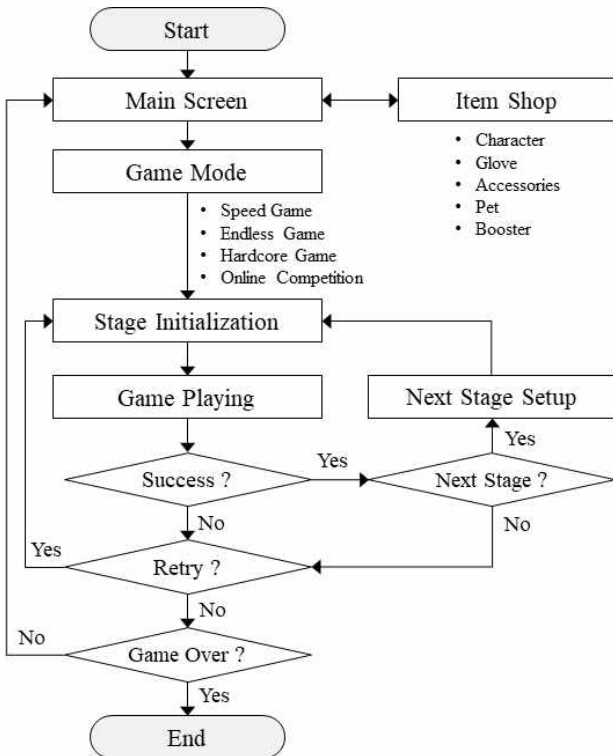 Start
Main Screen
Item Shop
• Character
• Glove
• Accessories
• Pet
• Booster
Game Mode
• Speed Game
• Endless Game
• Hardcore Game
• Online Competition
Stage Initialization
Game Playing
Next Stage Setup
Yes
Success ?
Yes
Next Stage ?
No
No
Yes
Retry ?
No
No
Game Over ?
Yes
End